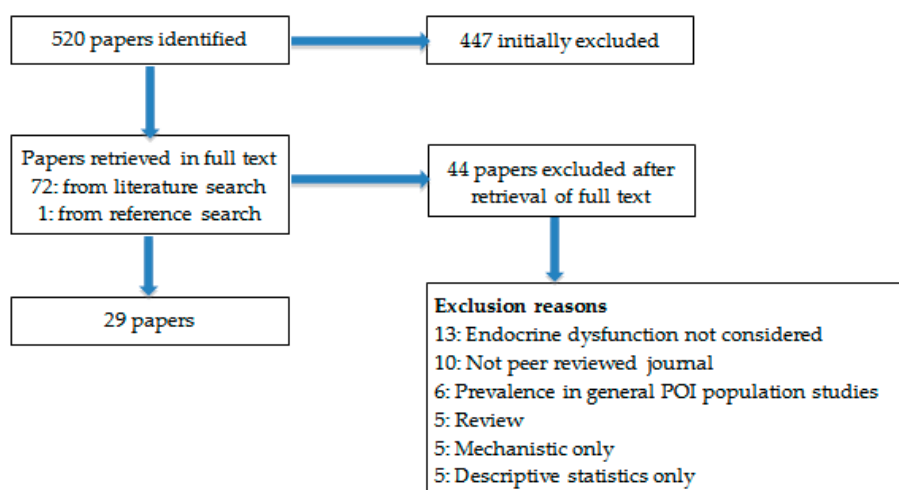 520 papers identified
447 initially excluded
Papers retrieved in full text
72: from literature search
1: from reference search
44 papers excluded after
retrieval of full text
29 papers
Exclusion reasons
13: Endocrine dysfunction not considered
10: Not peer reviewed journal
6: Prevalence in general POI population studies
5: Review
5: Mechanistic only
5: Descriptive statistics only